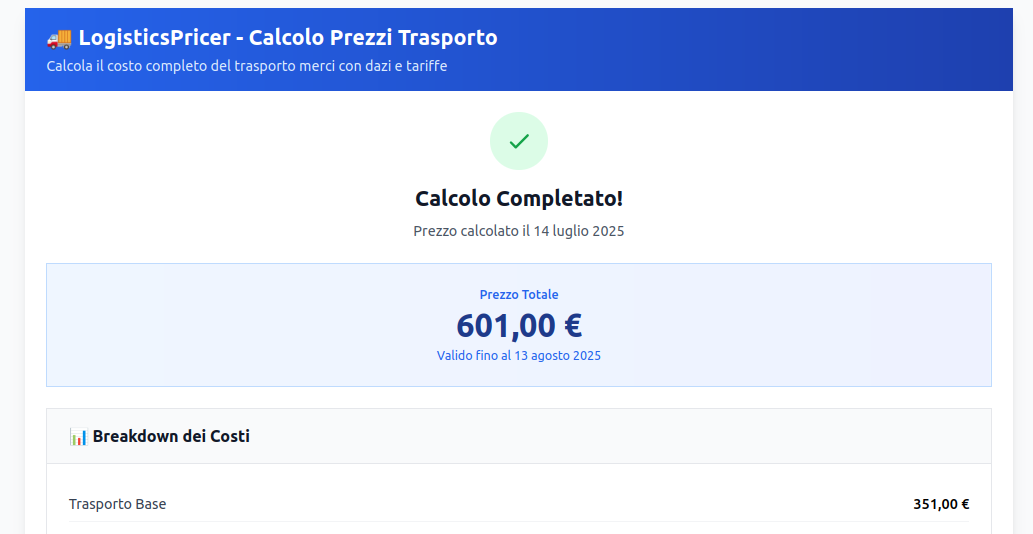 🚚 LogisticsPricer - Calcolo Prezzi Trasporto
Calcola il costo completo del trasporto merci con dazi e tariffe
Calcolo Completato!
Prezzo calcolato il 14 luglio 2025
Prezzo Totale
601,00 €
Valido fino al 13 agosto 2025
📊 Breakdown dei Costi
Trasporto Base 351,00 €